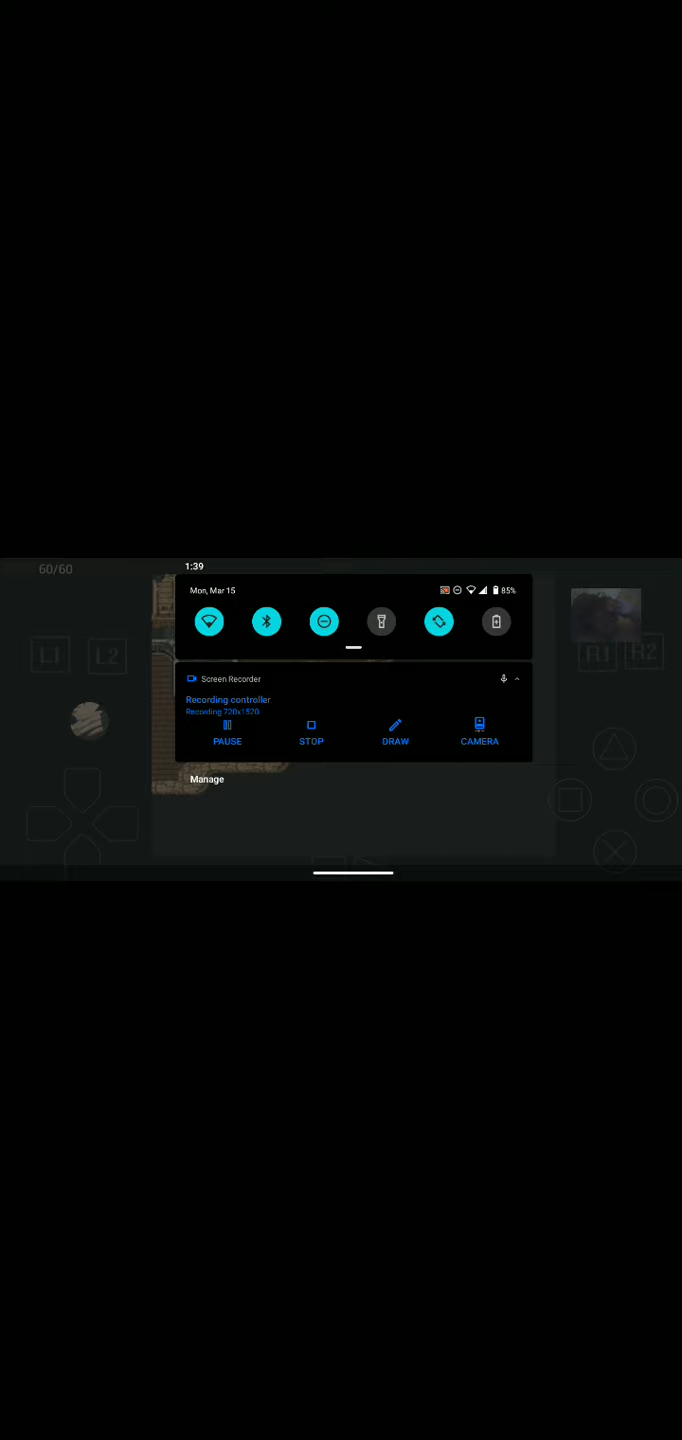 60/60
1:39
Mon, Mar 15
85%
L1
L2
R1
R2
Screen Recorder
Recording controller
Recording 720x1520
PAUSE
STOP
DRAW
CAMERA
Manage